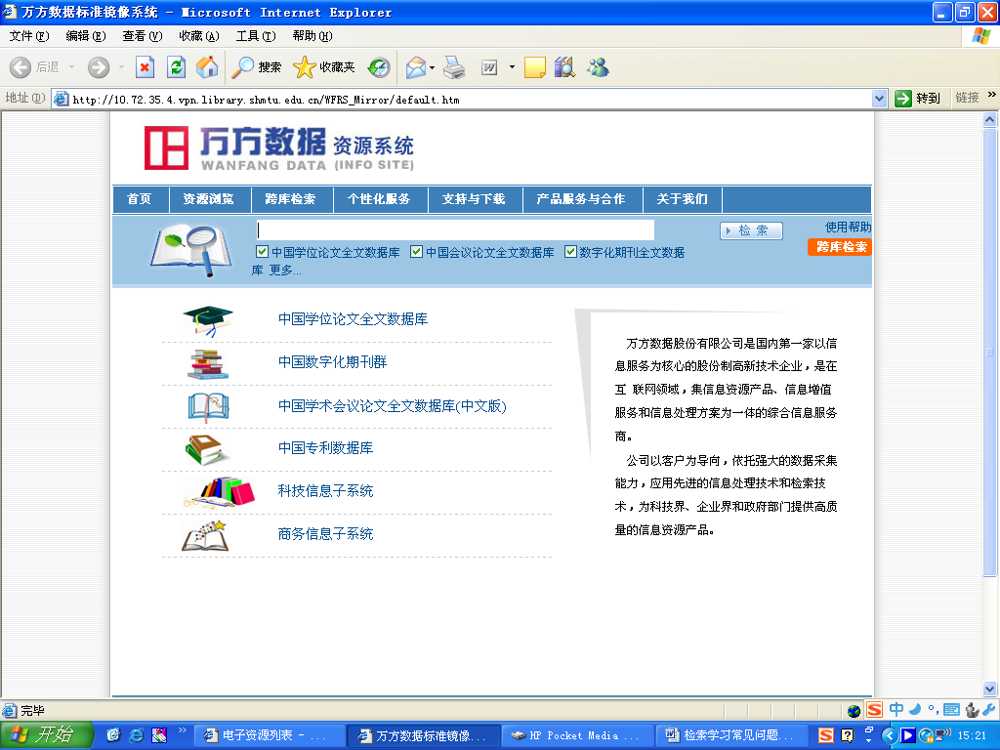 万方数据标准镜像系统 - Microsoft Internet Explorer
文件(F) 编辑(E) 查看(V) 收藏(A) 工具(T) 帮助(H)
后退 搜索 收藏夹
地址(D) http://10.72.35.4.vpn.library.shmtu.edu.cn/WFRS_Mirror/default.htm 转到 链接 »
万方数据 资源系统
WANFANG DATA (INFO SITE)
首页 资源浏览 跨库检索 个性化服务 支持与下载 产品服务与合作 关于我们
检 索 使用帮助
跨库检索
中国学位论文全文数据库 中国会议论文全文数据库 数字化期刊全文数据
库 更多...
中国学位论文全文数据库
中国数字化期刊群
中国学术会议论文全文数据库(中文版)
中国专利数据库
科技信息子系统
商务信息子系统
万方数据股份有限公司是国内第一家以信
息服务为核心的股份制高新技术企业，是在
互 联网领域，集信息资源产品、信息增值
服务和信息处理方案为一体的综合信息服务
商。
公司以客户为导向，依托强大的数据采集
能力，应用先进的信息处理技术和检索技
术，为科技界、企业界和政府部门提供高质
量的信息资源产品。
完毕 中
开始 » 电子资源列表 - ... 万方数据标准镜像... HP Pocket Media ... 检索学习常见问题... 15:21